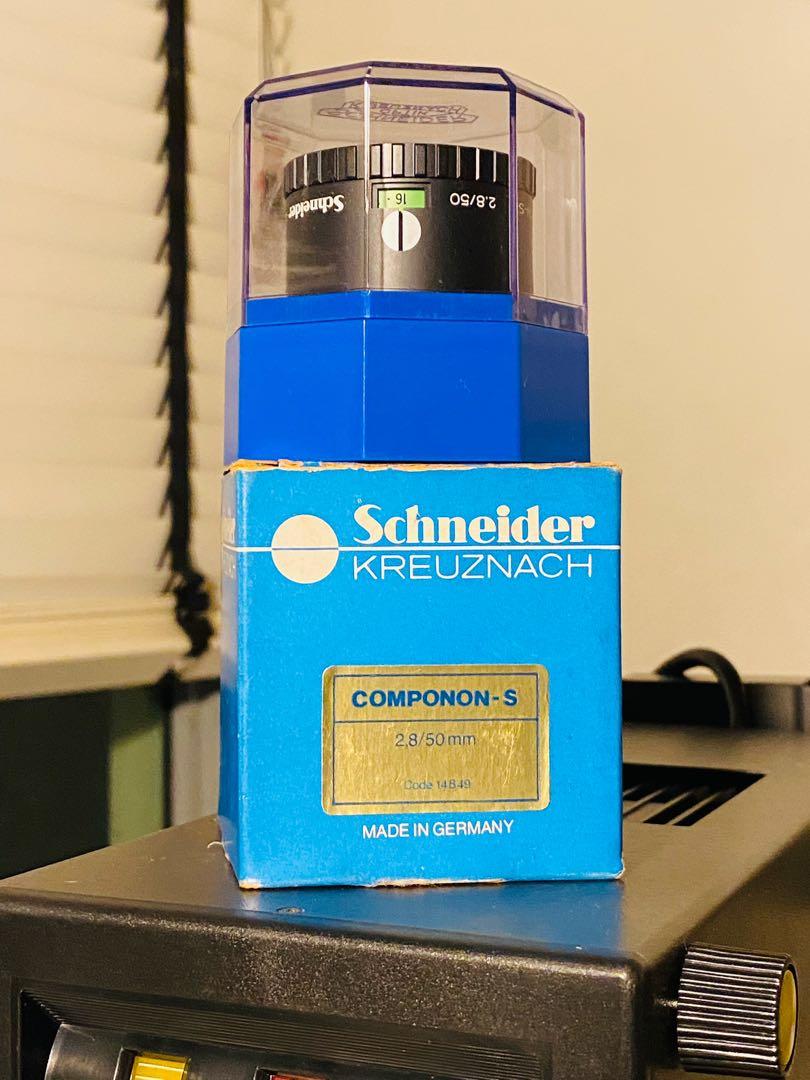 Schneider
16
2.8/50
-S
Schneider
KREUZNACH
COMPONON-S
2,8/50mm
Code 14849
MADE IN GERMANY